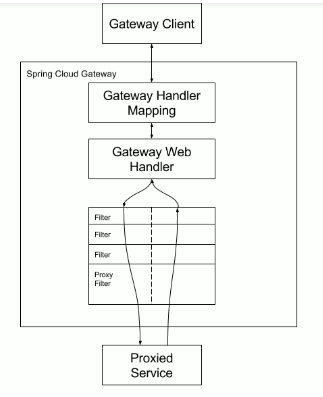 Gateway Client
Spring Cloud Gateway
Gateway Handler
Mapping
Gateway Web
Handler
Filter
Filter
Filter
Proxy
Filter
Proxied
Service